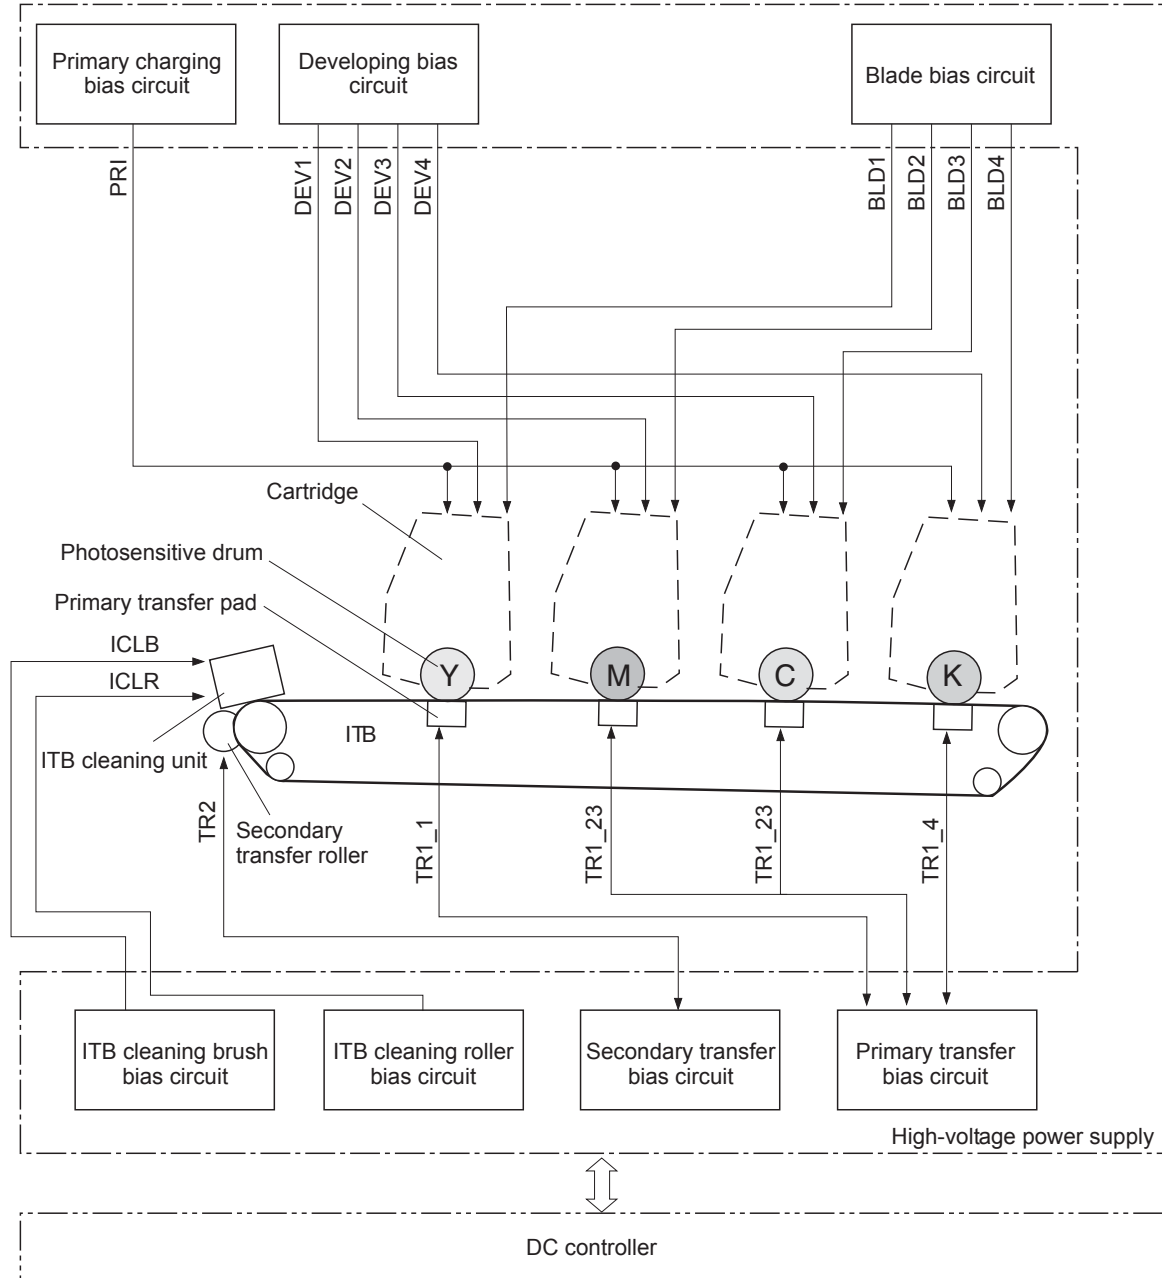 Primary charging
bias circuit
Developing bias
circuit
Blade bias circuit
PRI
DEV1
DEV2
DEV3
DEV4
BLD1
BLD2
BLD3
BLD4
Cartridge
Photosensitive drum
Primary transfer pad
ICLB
ICLR
Y
M
C
K
ITB
ITB cleaning unit
TR2
Secondary
transfer roller
TR1_1
TR1_23
TR1_23
TR1_4
ITB cleaning brush
bias circuit
ITB cleaning roller
bias circuit
Secondary transfer
bias circuit
Primary transfer
bias circuit
High-voltage power supply
DC controller